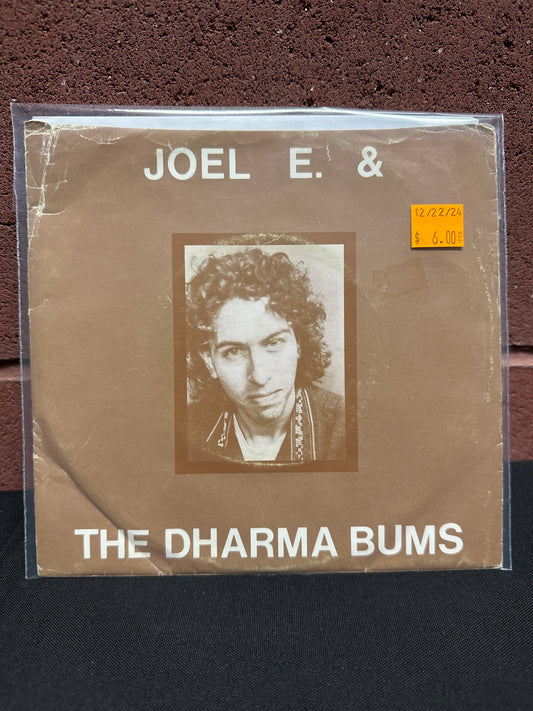 JOEL E. &
12/22/24
$ 6.00
THE DHARMA BUMS